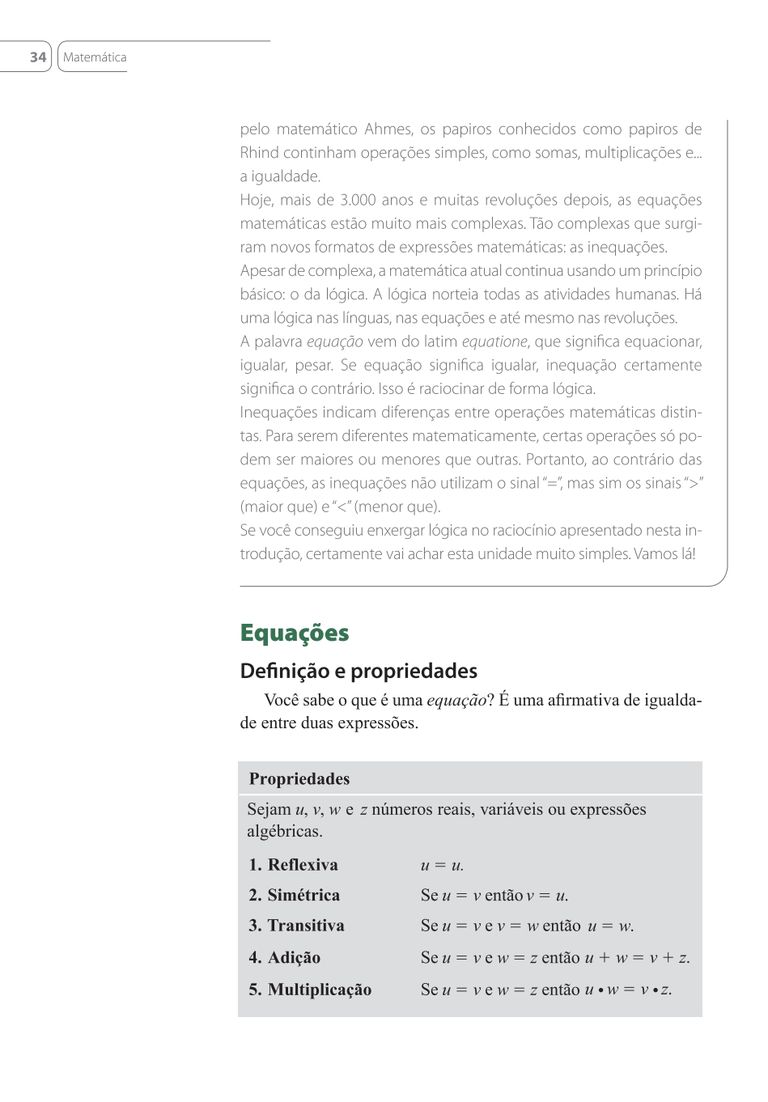 34 Matemática
pelo matemático Ahmes, os papiros conhecidos como papiros de
Rhind continham operações simples, como somas, multiplicações e...
a igualdade.
Hoje, mais de 3.000 anos e muitas revoluções depois, as equações
matemáticas estão muito mais complexas. Tão complexas que surgi-
ram novos formatos de expressões matemáticas: as inequações.
Apesar de complexa, a matemática atual continua usando um princípio
básico: o da lógica. A lógica norteia todas as atividades humanas. Há
uma lógica nas línguas, nas equações e até mesmo nas revoluções.
A palavra equação vem do latim equatione, que significa equacionar,
igualar, pesar. Se equação significa igualar, inequação certamente
significa o contrário. Isso é raciocinar de forma lógica.
Inequações indicam diferenças entre operações matemáticas distin-
tas. Para serem diferentes matematicamente, certas operações só po-
dem ser maiores ou menores que outras. Portanto, ao contrário das
equações, as inequações não utilizam o sinal “=”, mas sim os sinais “>”
(maior que) e “<” (menor que).
Se você conseguiu enxergar lógica no raciocínio apresentado nesta in-
trodução, certamente vai achar esta unidade muito simples. Vamos lá!
Equações
Definição e propriedades
Você sabe o que é uma equação? É uma afirmativa de igualda-
de entre duas expressões.
Propriedades
Sejam u, v, w e z números reais, variáveis ou expressões
algébricas.
1. Reflexiva u = u.
2. Simétrica Se u = v então v = u.
3. Transitiva Se u = v e v = w então u = w.
4. Adição Se u = v e w = z então u + w = v + z.
5. Multiplicação Se u = v e w = z então u • w = v • z.